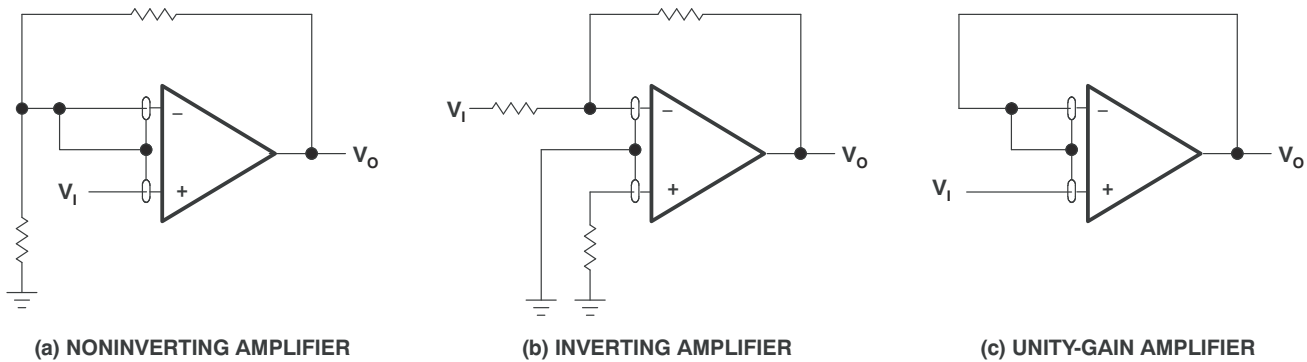 −
+
V_I
V_O
(a) NONINVERTING AMPLIFIER
V_I
−
+
V_O
(b) INVERTING AMPLIFIER
−
+
V_I
V_O
(c) UNITY-GAIN AMPLIFIER